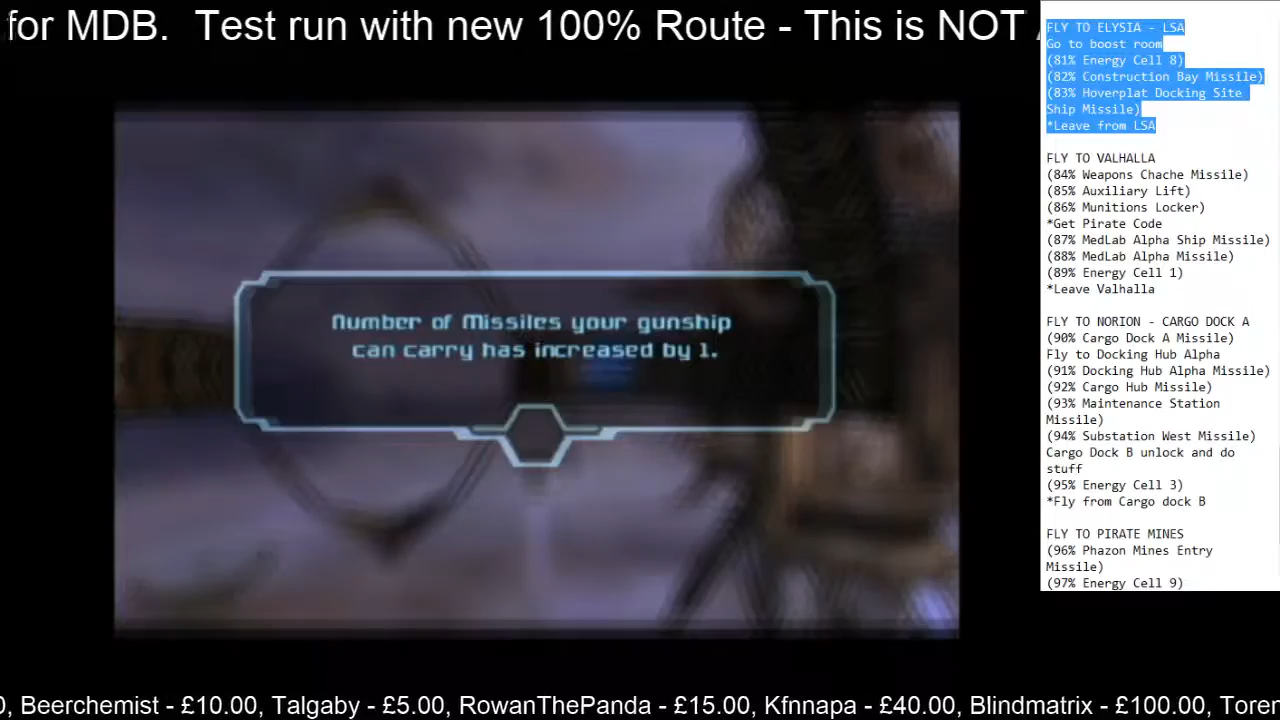 for MDB. Test run with new 100% Route - This is NOT
FLY TO ELYSIA - LSA
Go to boost room
(81% Energy Cell 8)
(82% Construction Bay Missile)
(83% Hoverplat Docking Site
Ship Missile)
*Leave from LSA
FLY TO VALHALLA
(84% Weapons Chache Missile)
(85% Auxiliary Lift)
(86% Munitions Locker)
*Get Pirate Code
(87% MedLab Alpha Ship Missile)
(88% MedLab Alpha Missile)
(89% Energy Cell 1)
*Leave Valhalla
FLY TO NORION - CARGO DOCK A
(90% Cargo Dock A Missile)
Fly to Docking Hub Alpha
(91% Docking Hub Alpha Missile)
(92% Cargo Hub Missile)
(93% Maintenance Station
Missile)
(94% Substation West Missile)
Cargo Dock B unlock and do
stuff
(95% Energy Cell 3)
*Fly from Cargo dock B
FLY TO PIRATE MINES
(96% Phazon Mines Entry
Missile)
(97% Energy Cell 9)
Number of Missiles your gunship
can carry has increased by 1.
0, Beerchemist - £10.00, Talgaby - £5.00, RowanThePanda - £15.00, Kfnnapa - £40.00, Blindmatrix - £100.00, Toren